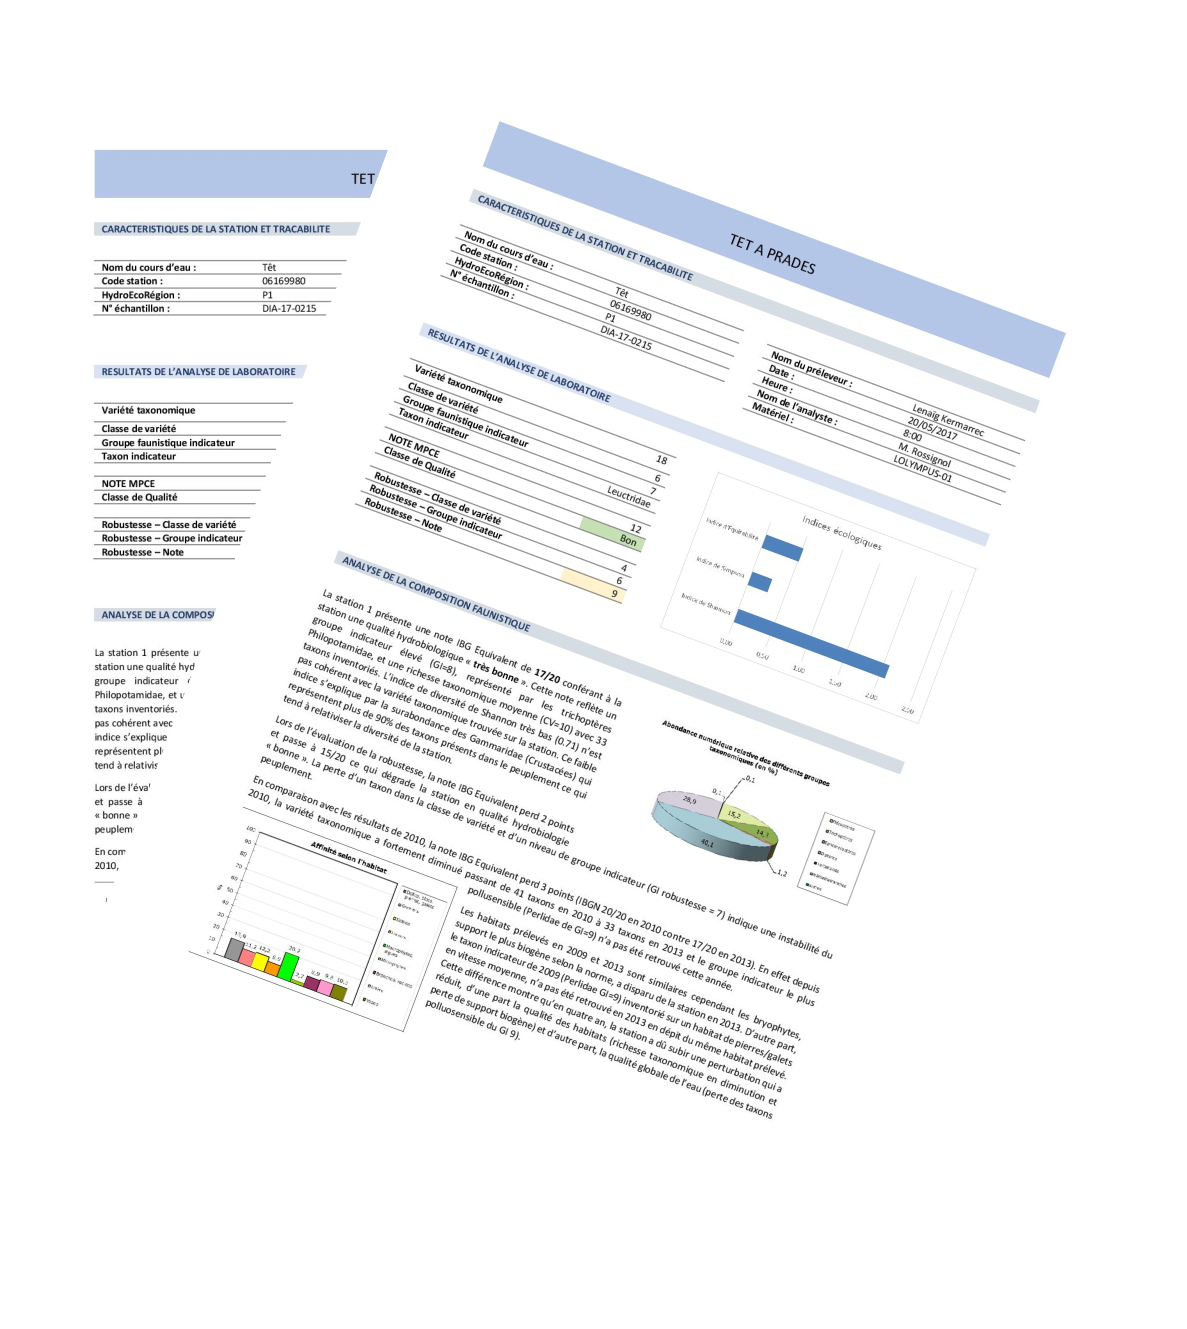 TET
CARACTERISTIQUES DE LA STATION ET TRACABILITE
Nom du cours d'eau : Têt
Code station : 06169980
HydroEcoRégion : P1
N° échantillon : DIA-17-0215
RESULTATS DE L'ANALYSE DE LABORATOIRE
Variété taxonomique
Classe de variété
Groupe faunistique indicateur
Taxon indicateur
NOTE MPCE
Classe de Qualité
Robustesse – Classe de variété
Robustesse – Groupe indicateur
Robustesse – Note
ANALYSE DE LA COMPOS
La station 1 présente
station une qualité hyd
groupe indicateur
Philopotamidae, et
taxons inventoriés.
pas cohérent avec
indice s'explique
représentent
tend à relativis
Lors de l'éva
et passe à
« bonne »
peuplem
En com
2010,
TET A PRADES
CARACTERISTIQUES DE LA STATION ET TRACABILITE
Nom du cours d'eau : Têt
Code station : 06169980
HydroEcoRégion : P1
N° échantillon : DIA-17-0215
Nom du préleveur : Lenaïg Kermarrec
Date : 20/05/2017
Heure : 8:00
Nom de l'analyste : M. Rossignol
Matériel : LOLYMPUS-01
RESULTATS DE L'ANALYSE DE LABORATOIRE
Variété taxonomique 18
Classe de variété 6
Groupe faunistique indicateur 7
Taxon indicateur Leuctridae
NOTE MPCE 12
Classe de Qualité Bon
Robustesse – Classe de variété 4
Robustesse – Groupe indicateur 6
Robustesse – Note 9
Indices écologiques
Indice d'Equirabilité
Indice de Simpson
Indice de Shannon
0,00 0,50 1,00 1,50 2,00 2,50
ANALYSE DE LA COMPOSITION FAUNISTIQUE
La station 1 présente une note IBG Equivalent de 17/20 conférant à la
station une qualité hydrobiologique « très bonne ». Cette note reflète un
groupe indicateur élevé (GI=8), représenté par les trichoptères
Philopotamidae, et une richesse taxonomique moyenne (CV=10) avec 33
taxons inventoriés. L'indice de diversité de Shannon très bas (0,71) n'est
pas cohérent avec la variété taxonomique trouvée sur la station. Ce faible
indice s'explique par la surabondance des Gammaridae (Crustacées) qui
représentent plus de 90% des taxons présents dans le peuplement ce qui
tend à relativiser la diversité de la station.
Lors de l'évaluation de la robustesse, la note IBG Equivalent perd 2 points
et passe à 15/20 ce qui dégrade la station en qualité hydrobiologie
« bonne ». La perte d'un taxon dans la classe de variété et d'un niveau de groupe indicateur (GI robustesse = 7) indique une instabilité du
peuplement.
Abondance numérique relative des différents groupes
taxonomiques (en %)
0,1
0,1
28,9
15,2
14,3
40,1
1,2
En comparaison avec les résultats de 2010, la note IBG Equivalent perd 3 points (IBGN 20/20 en 2010 contre 17/20 en 2013). En effet depuis
2010, la variété taxonomique a fortement diminué passant de 41 taxons en 2010 à 33 taxons en 2013 et le groupe indicateur le plus
pollusensible (Perlidae de GI=9) n'a pas été retrouvé cette année.
Affinité selon l'habitat
%
100
90
80
70
60
50
40
30
20
10
0
20,2
Les habitats prélevés en 2009 et 2013 sont similaires cependant les bryophytes,
support le plus biogène selon la norme, a disparu de la station en 2013. D'autre part,
le taxon indicateur de 2009 (Perlidae GI=9) inventorié sur un habitat de pierres/galets
en vitesse moyenne, n'a pas été retrouvé en 2013 en dépit du même habitat prélevé.
Cette différence montre qu'en quatre an, la station a dû subir une perturbation qui a
réduit, d'une part la qualité des habitats (richesse taxonomique en diminution et
perte de support biogène) et d'autre part, la qualité globale de l'eau (perte des taxons
polluosensible du GI 9).